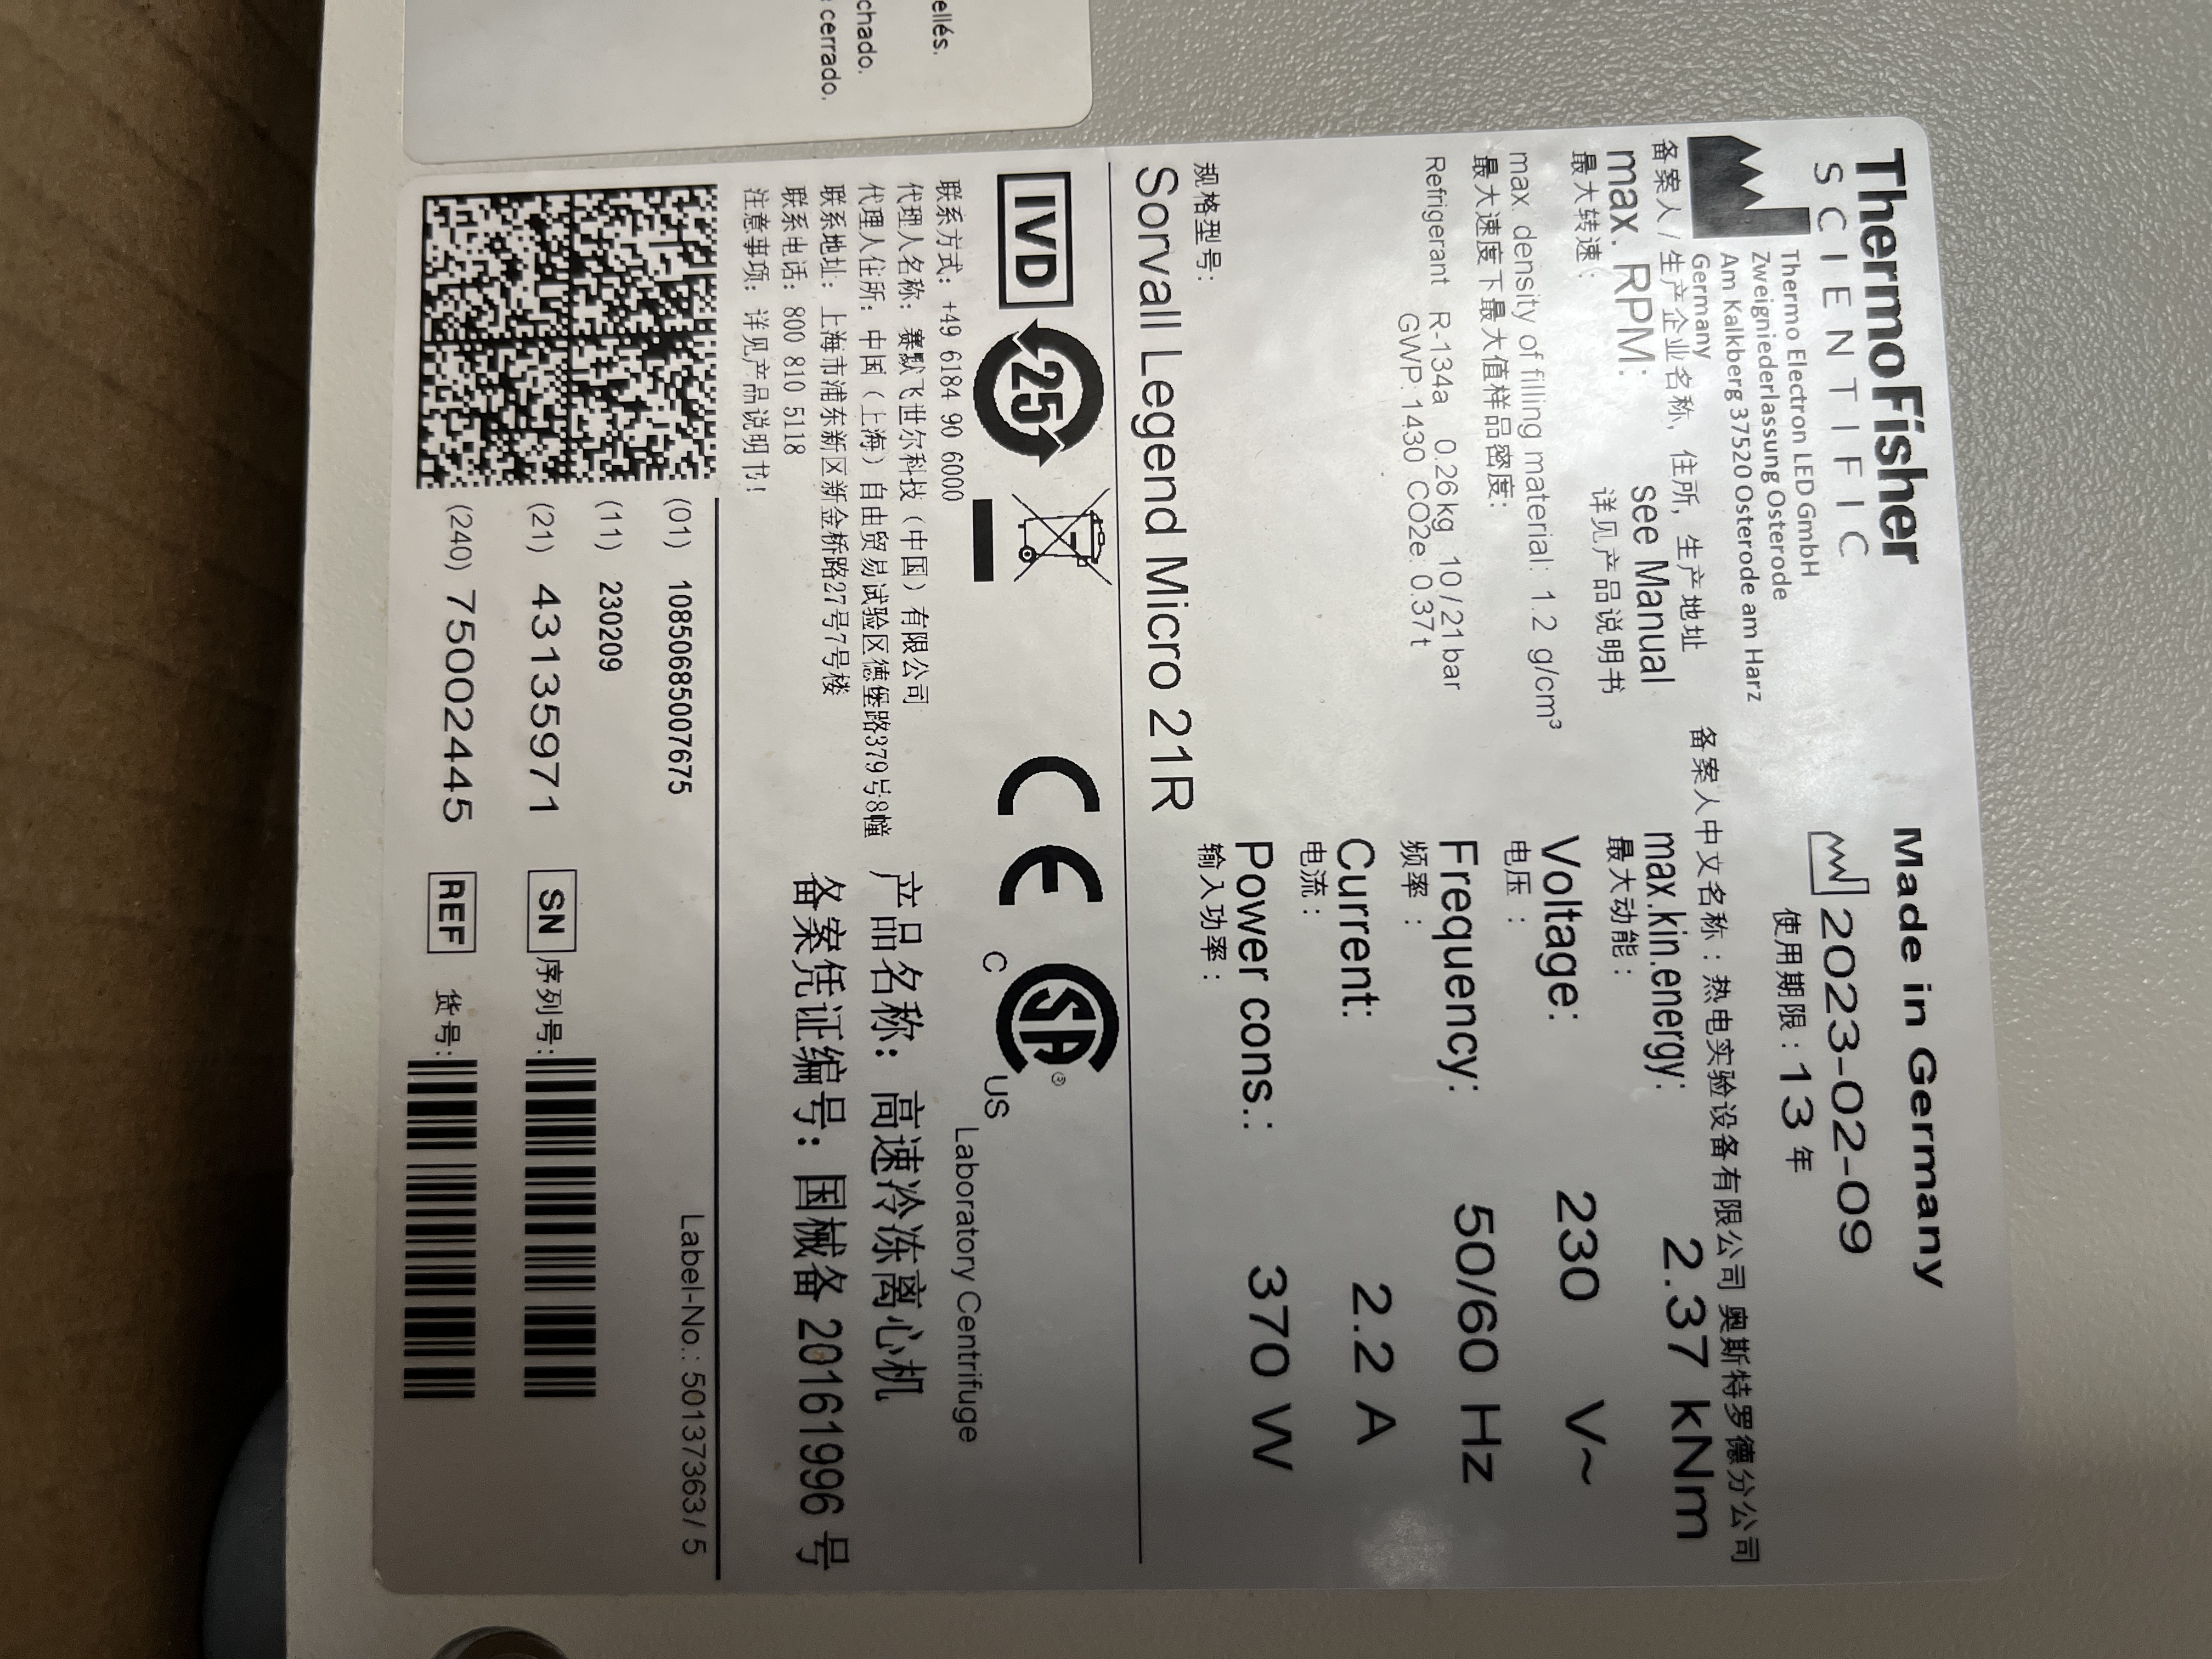 ellés.
chado.
cerrado.
ThermoFisher
SCIENTIFIC
Made in Germany
2023-02-09
使用期限：13 年
Thermo Electron LED GmbH
Zweigniederlassung Osterode
Am Kalkberg 37520 Osterode am Harz
Germany
备案人 / 生产企业名称, 住所, 生产地址
备案人中文名称：热电实验设备有限公司 奥斯特罗德分公司
max. RPM: see Manual
最大转速： 详见产品说明书
max.kin.energy: 2.37 kNm
最大动能：
max. density of filling material: 1.2 g/cm³
最大速度下最大值样品密度：
Voltage: 230 V~
电压：
Refrigerant R-134a 0.26kg 10/21 bar
GWP: 1430 CO2e: 0.37t
Frequency: 50/60 Hz
频率：
Current: 2.2 A
电流：
Power cons.: 370 W
输入功率：
规格型号：
Sorvall Legend Micro 21R
IVD
25
CE
C SA ® US
Laboratory Centrifuge
联系方式：+49 6184 90 6000
代理人名称：赛默飞世尔科技（中国）有限公司
代理人住所：中国（上海）自由贸易试验区德堡路379号8幢
联系地址：上海市浦东新区新金桥路27号7号楼
联系电话：800 810 5118
注意事项：详见产品说明书！
产品名称：高速冷冻离心机
备案凭证编号：国械备 20161996 号
Label-No.: 50137363/ 5
(01) 10850685007675
(11) 230209
(21) 43135971 SN 序列号:
(240) 75002445 REF 货号: